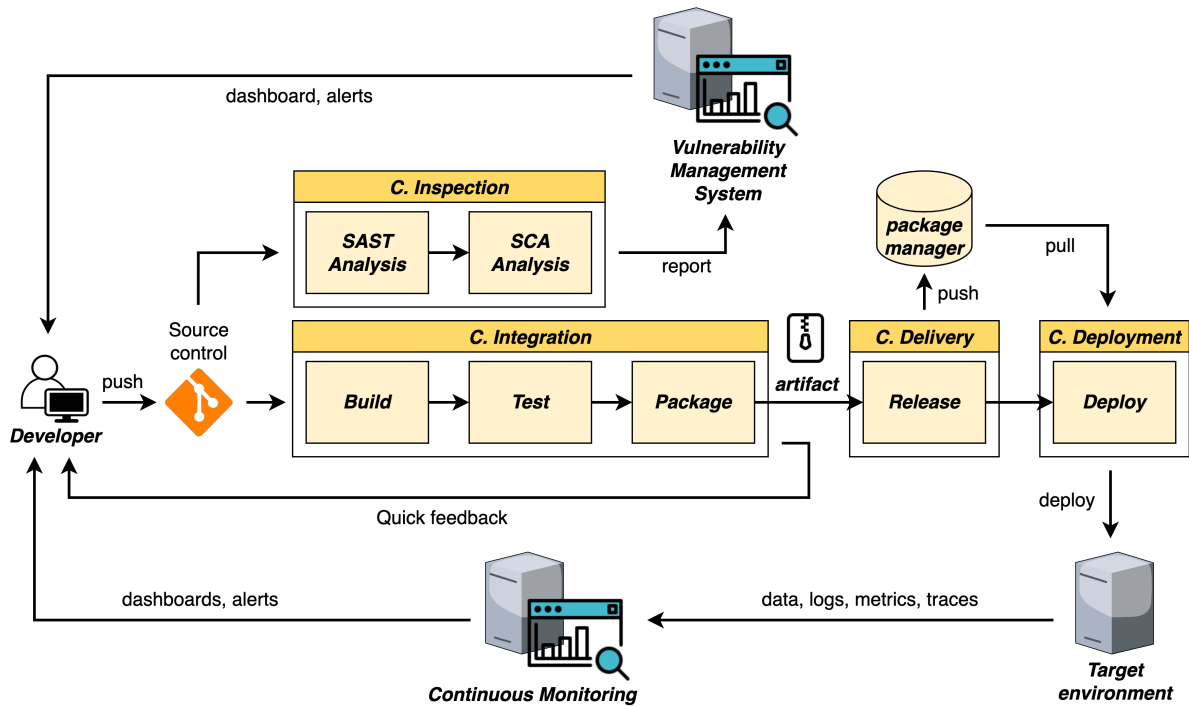 dashboard, alerts
Vulnerability
Management
System
C. Inspection
SAST
Analysis
SCA
Analysis
report
package
manager
pull
push
Source
control
C. Integration
artifact
C. Delivery
C. Deployment
push
Developer
Build
Test
Package
Release
Deploy
Quick feedback
deploy
dashboards, alerts
data, logs, metrics, traces
Continuous Monitoring
Target
environment